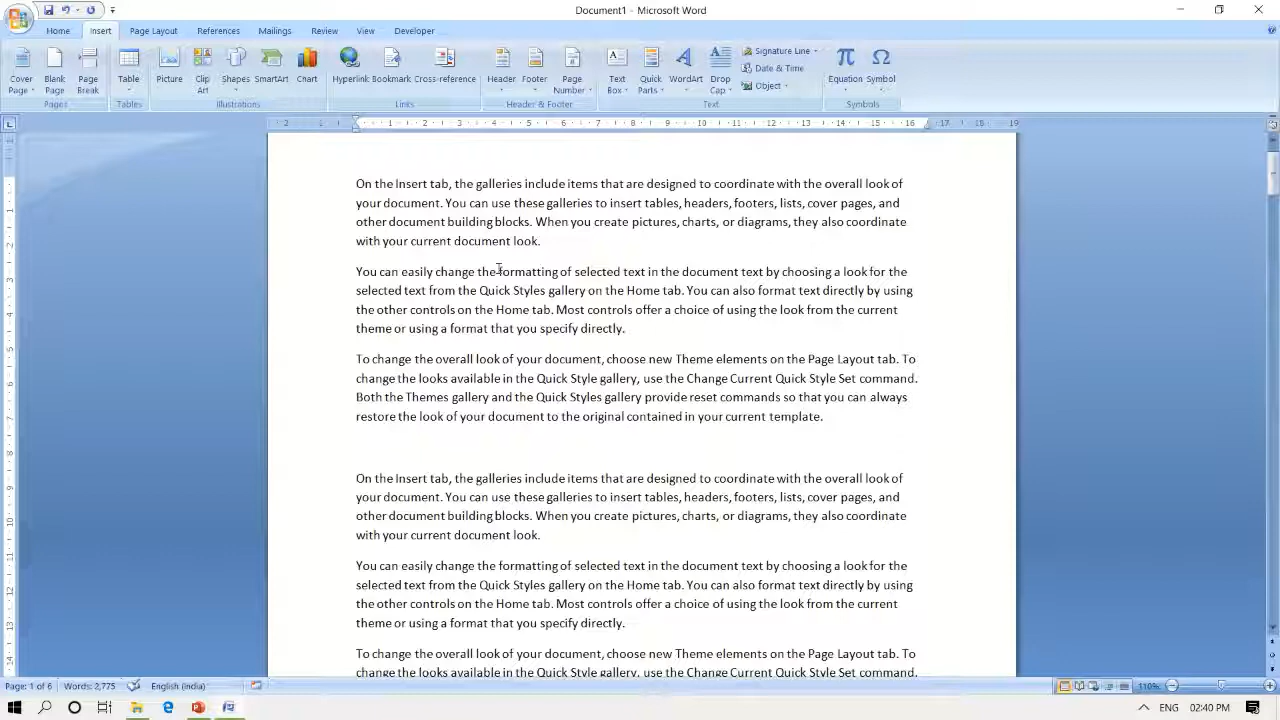 Document1 - Microsoft Word
Home Insert Page Layout References Mailings Review View Developer
Cover Page Blank Page Page Break Table Picture Clip Art Shapes SmartArt Chart Hyperlink Bookmark Cross-reference Header Footer Page Number Text Box Quick Parts WordArt Drop Cap Signature Line Date & Time Object Equation Symbol
Pages Tables Illustrations Links Header & Footer Text Symbols
2 1 1 2 3 4 5 6 7 8 9 10 11 12 13 14 15 16 17 18 19
On the Insert tab, the galleries include items that are designed to coordinate with the overall look of
your document. You can use these galleries to insert tables, headers, footers, lists, cover pages, and
other document building blocks. When you create pictures, charts, or diagrams, they also coordinate
with your current document look.
You can easily change the formatting of selected text in the document text by choosing a look for the
selected text from the Quick Styles gallery on the Home tab. You can also format text directly by using
the other controls on the Home tab. Most controls offer a choice of using the look from the current
theme or using a format that you specify directly.
To change the overall look of your document, choose new Theme elements on the Page Layout tab. To
change the looks available in the Quick Style gallery, use the Change Current Quick Style Set command.
Both the Themes gallery and the Quick Styles gallery provide reset commands so that you can always
restore the look of your document to the original contained in your current template.
On the Insert tab, the galleries include items that are designed to coordinate with the overall look of
your document. You can use these galleries to insert tables, headers, footers, lists, cover pages, and
other document building blocks. When you create pictures, charts, or diagrams, they also coordinate
with your current document look.
You can easily change the formatting of selected text in the document text by choosing a look for the
selected text from the Quick Styles gallery on the Home tab. You can also format text directly by using
the other controls on the Home tab. Most controls offer a choice of using the look from the current
theme or using a format that you specify directly.
To change the overall look of your document, choose new Theme elements on the Page Layout tab. To
change the looks available in the Quick Style gallery, use the Change Current Quick Style Set command.
Page: 1 of 6 Words: 2,775 English (India) 110%
ENG 02:40 PM